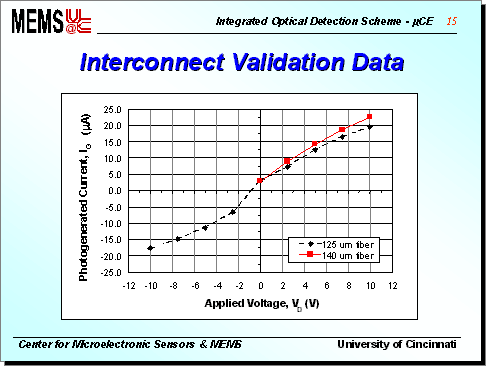 MEMS U @ UC
Integrated Optical Detection Scheme - µCE 15
Interconnect Validation Data
Photogenerated Current, IG (µA)
25.0
20.0
15.0
10.0
5.0
0.0
-5.0
-10.0
-15.0
-20.0
-25.0
-12 -10 -8 -6 -4 -2 0 2 4 6 8 10 12
125 um fiber
140 um fiber
Applied Voltage, VD (V)
Center for Microelectronic Sensors & MEMS
University of Cincinnati